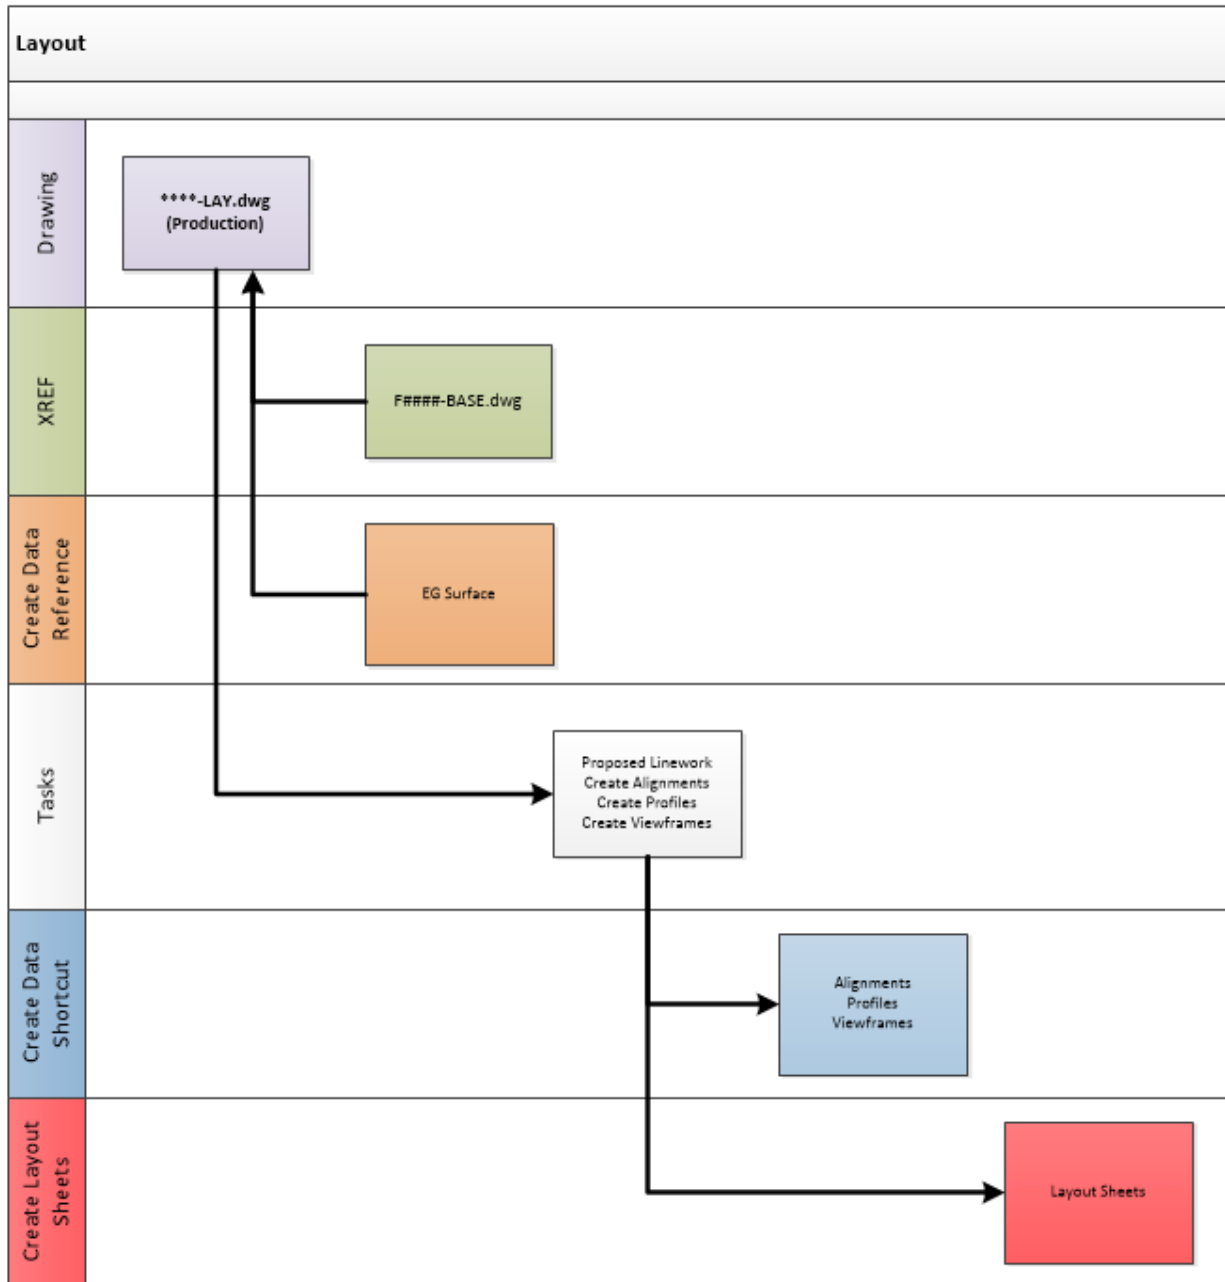 Layout
Drawing
****-LAY.dwg
(Production)
XREF
F####-BASE.dwg
Create Data
Reference
EG Surface
Tasks
Proposed Linework
Create Alignments
Create Profiles
Create Viewframes
Create Data
Shortcut
Alignments
Profiles
Viewframes
Create Layout
Sheets
Layout Sheets